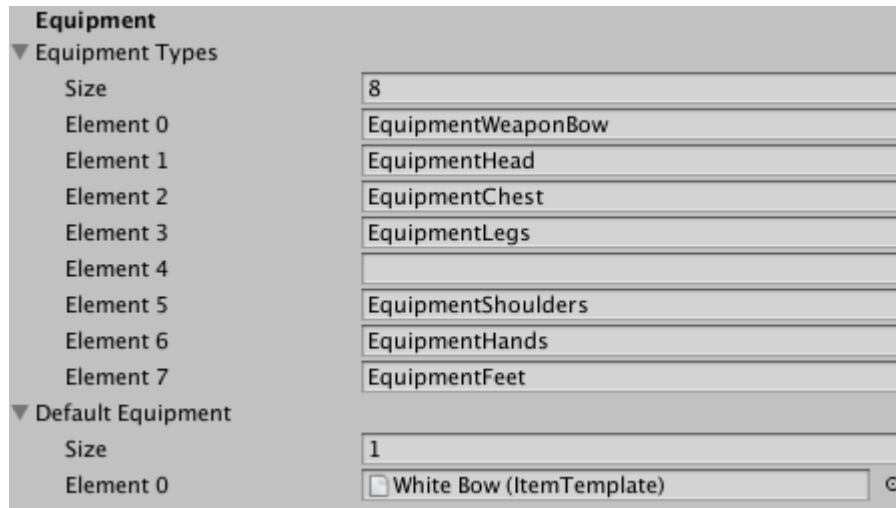 Equipment
Equipment Types
Size 8
Element 0 EquipmentWeaponBow
Element 1 EquipmentHead
Element 2 EquipmentChest
Element 3 EquipmentLegs
Element 4
Element 5 EquipmentShoulders
Element 6 EquipmentHands
Element 7 EquipmentFeet
Default Equipment
Size 1
Element 0 White Bow (ItemTemplate)